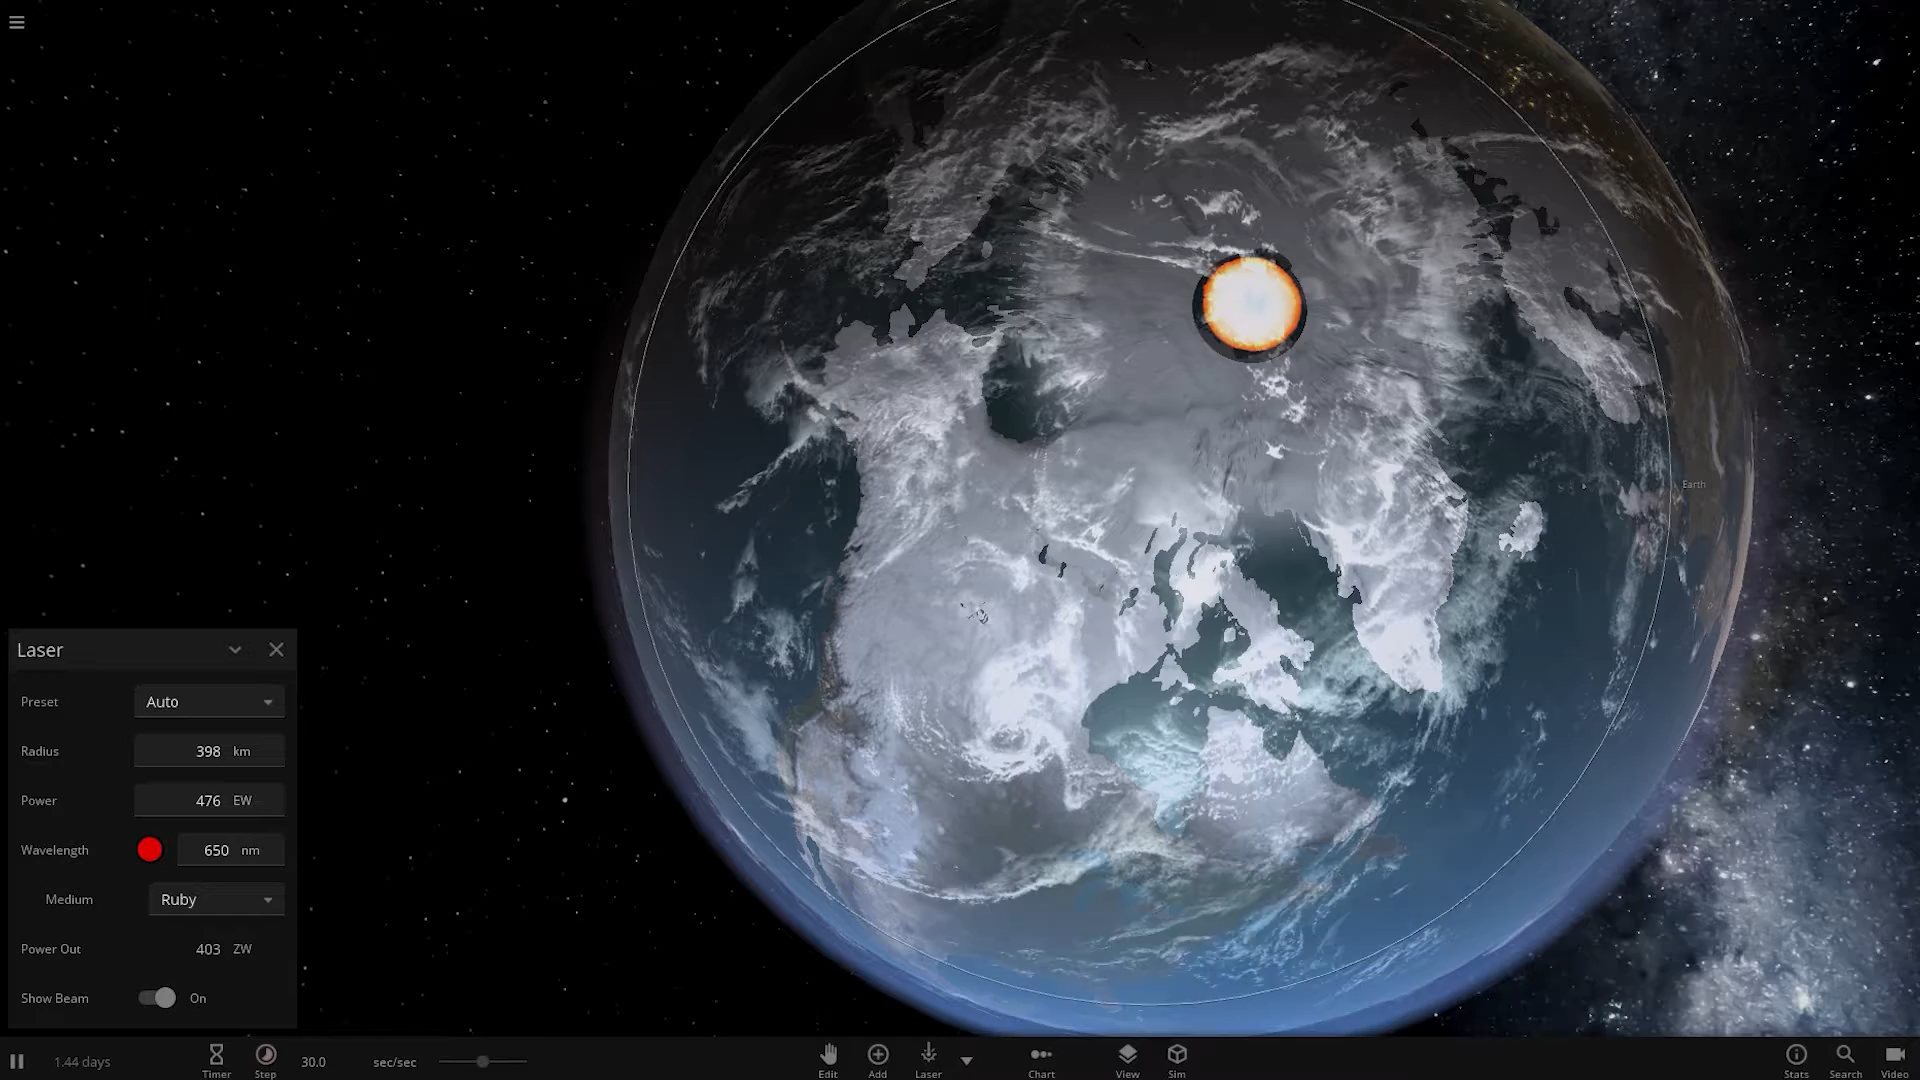 Earth
Laser
Preset Auto
Radius 398 km
Power 476 EW
Wavelength 650 nm
Medium Ruby
Power Out 403 ZW
Show Beam On
1.44 days
Timer
Step
30.0 sec/sec
Edit
Add
Laser
Chart
View
Sim
Stats
Search
Video